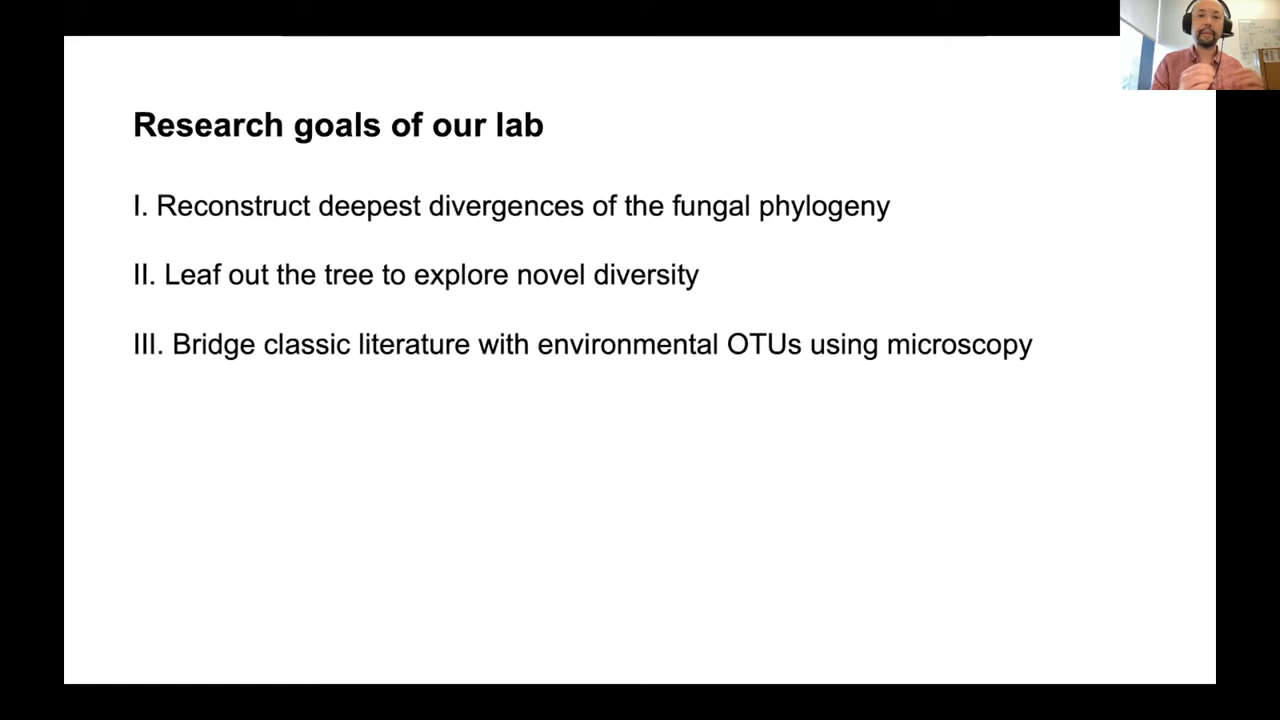 Research goals of our lab
I. Reconstruct deepest divergences of the fungal phylogeny
II. Leaf out the tree to explore novel diversity
III. Bridge classic literature with environmental OTUs using microscopy